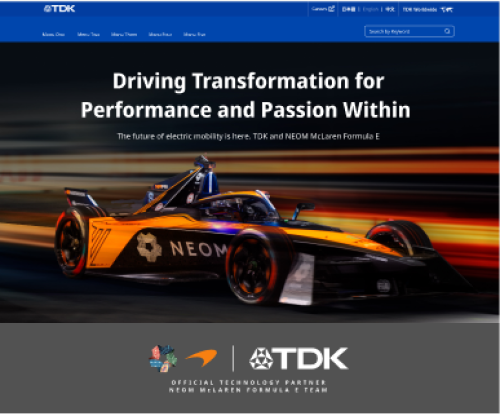 TDK
Careers
日本語 | English | 中文
TDK Worldwide
Menu One Menu Two Menu Three Menu Four Menu Five
Search by Keyword
Driving Transformation for
Performance and Passion Within
The future of electric mobility is here. TDK and NEOM McLaren Formula E
NEOM
TDK
OFFICIAL TECHNOLOGY PARTNER
NEOM McLAREN FORMULA E TEAM